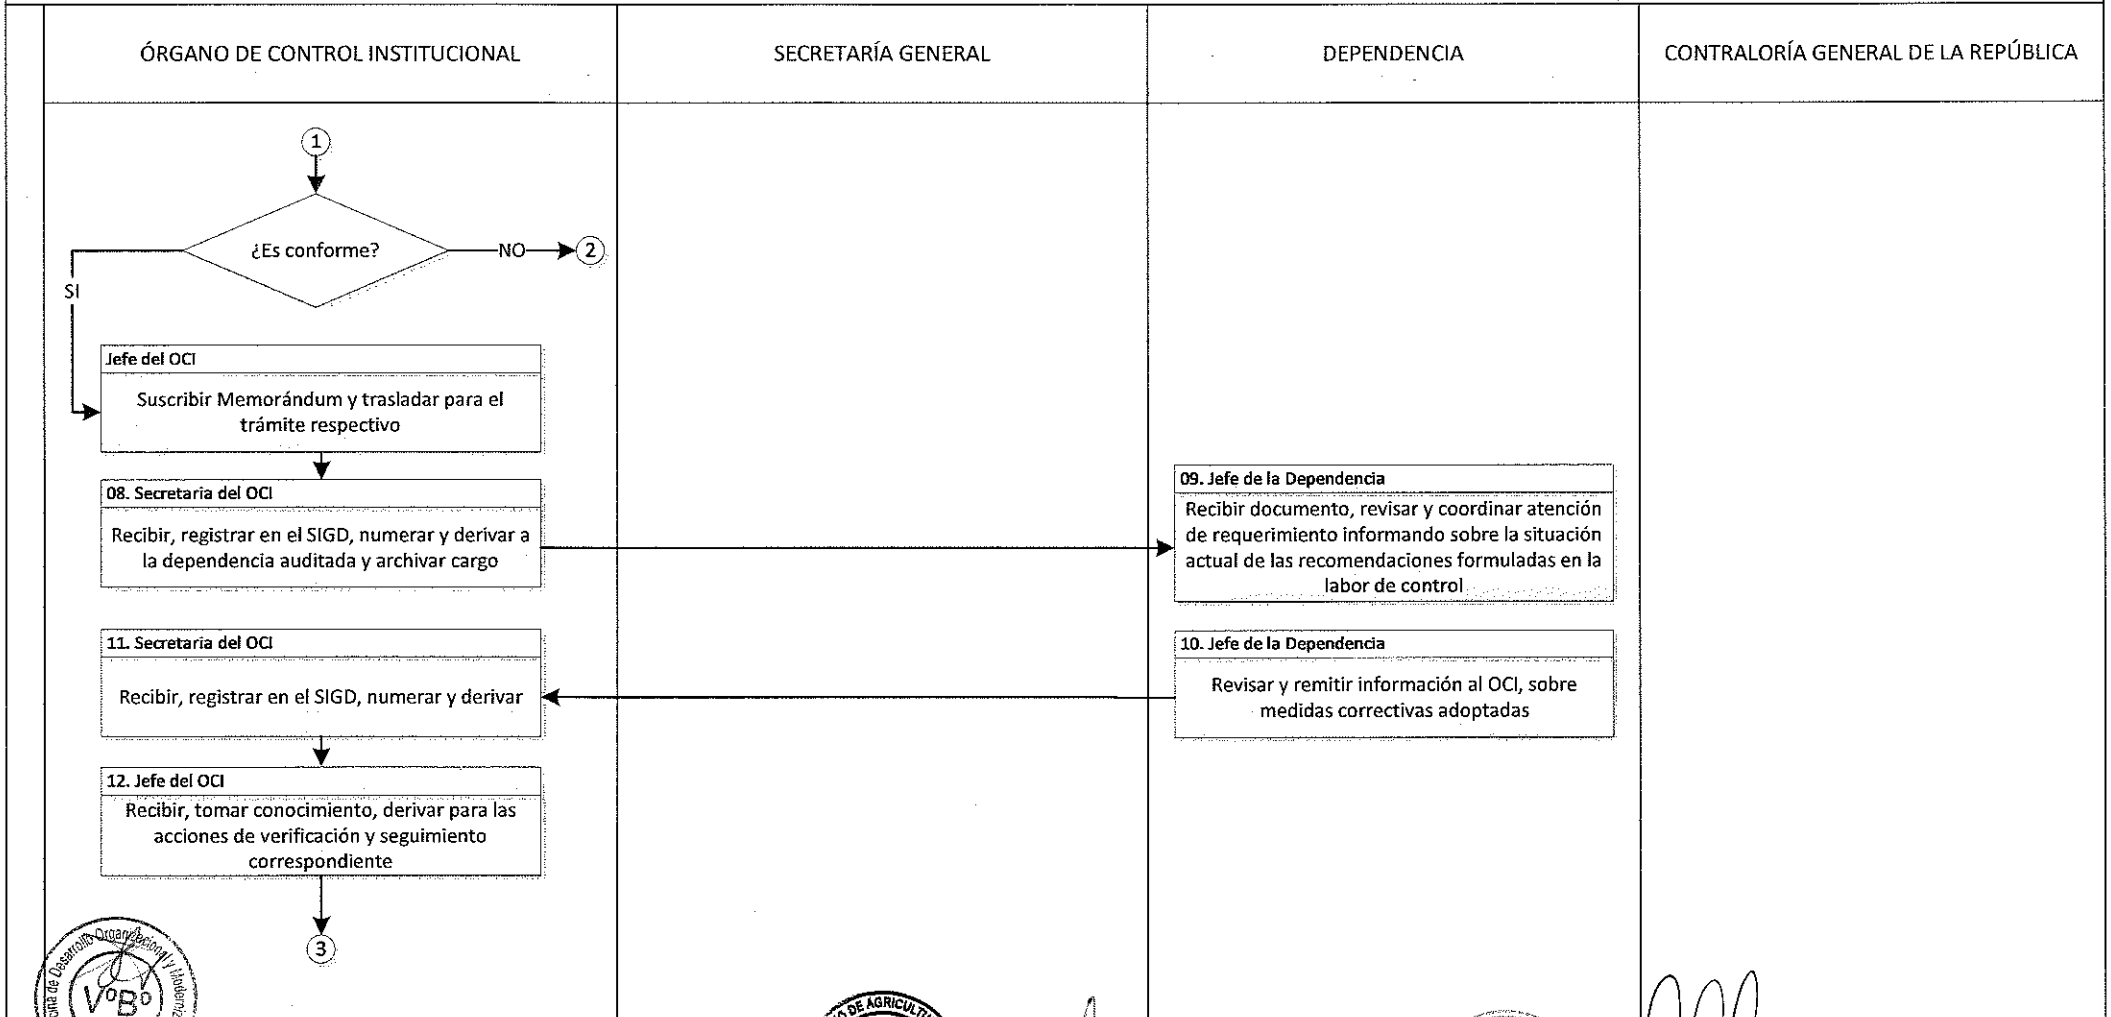 ÓRGANO DE CONTROL INSTITUCIONAL
SECRETARÍA GENERAL
DEPENDENCIA
CONTRALORÍA GENERAL DE LA REPÚBLICA
1
¿Es conforme?
NO
2
SI
Jefe del OCI
Suscribir Memorándum y trasladar para el
trámite respectivo
08. Secretaria del OCI
Recibir, registrar en el SIGD, numerar y derivar a
la dependencia auditada y archivar cargo
09. Jefe de la Dependencia
Recibir documento, revisar y coordinar atención
de requerimiento informando sobre la situación
actual de las recomendaciones formuladas en la
labor de control
11. Secretaria del OCI
Recibir, registrar en el SIGD, numerar y derivar
10. Jefe de la Dependencia
Revisar y remitir información al OCI, sobre
medidas correctivas adoptadas
12. Jefe del OCI
Recibir, tomar conocimiento, derivar para las
acciones de verificación y seguimiento
correspondiente
3
de Desarrollo Organizacional y
VºBº
DE